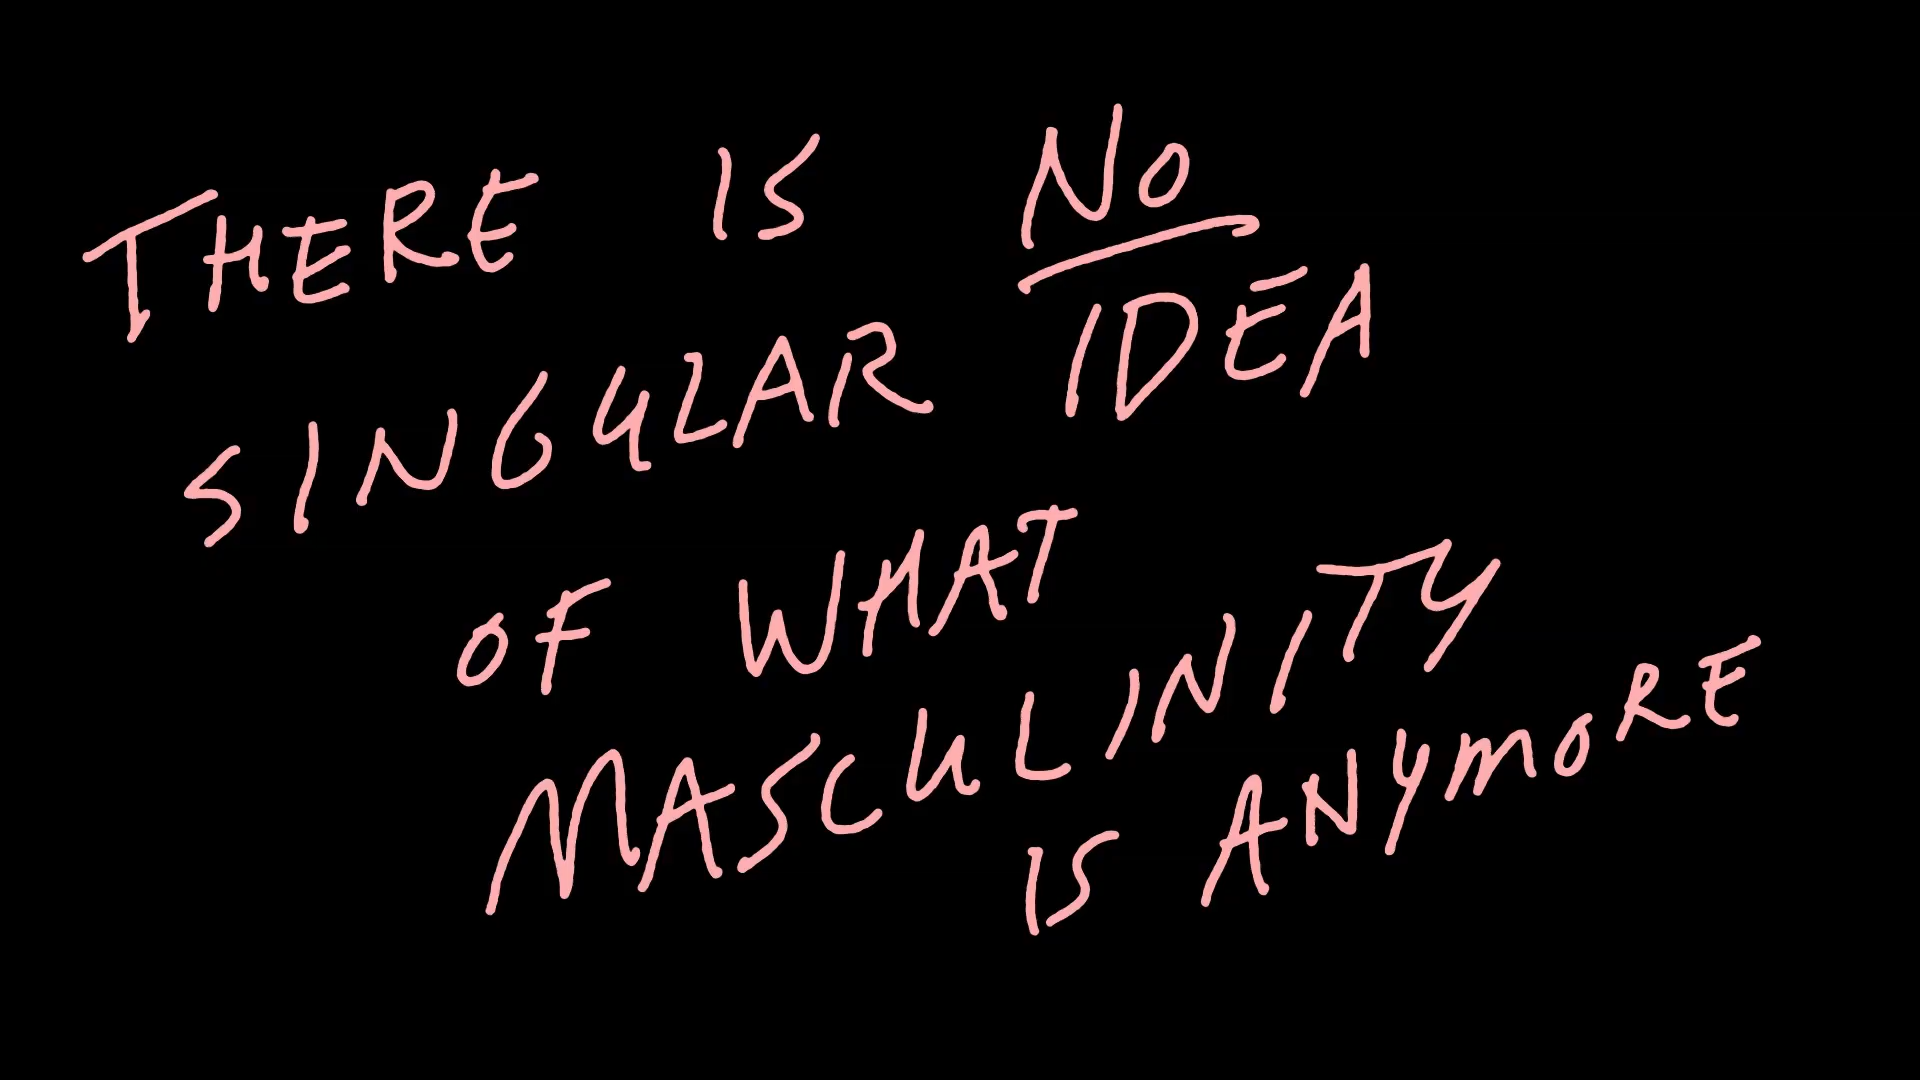 THERE IS NO
SINGULAR IDEA
OF WHAT
MASCULINITY
IS ANYMORE